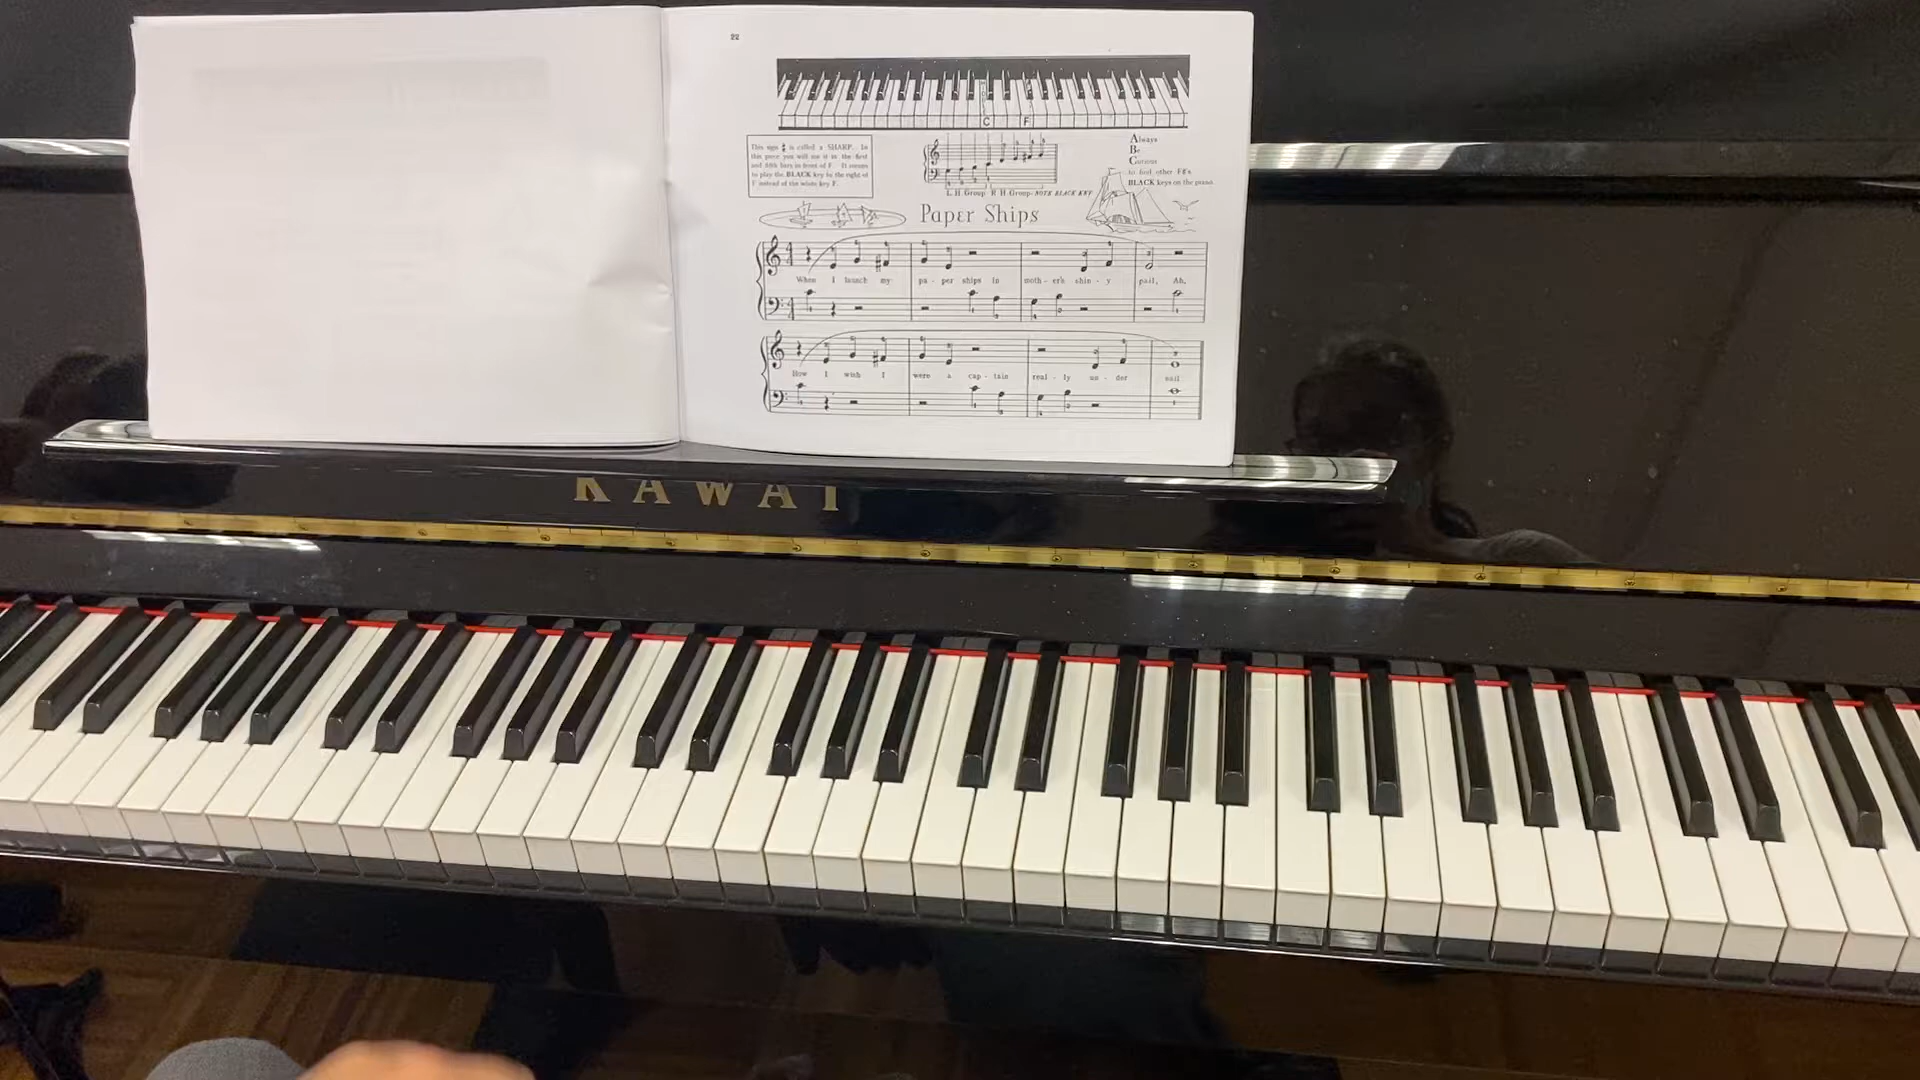 22
C F
This sign ♯ is called a SHARP. In
this piece you will see it in the first
and fifth bars in front of F. It means
to play the BLACK key to the right of
F instead of the white key F.
L H Group R H Group- NOTE BLACK KEY
Always
Be
Curious
to find other F♯'s
BLACK keys on the piano.
Paper Ships
When I launch my pa - per ships in moth - er's shin - y pail, Ah,
How I wish I were a cap - tain real - ly un - der sail
KAWAI